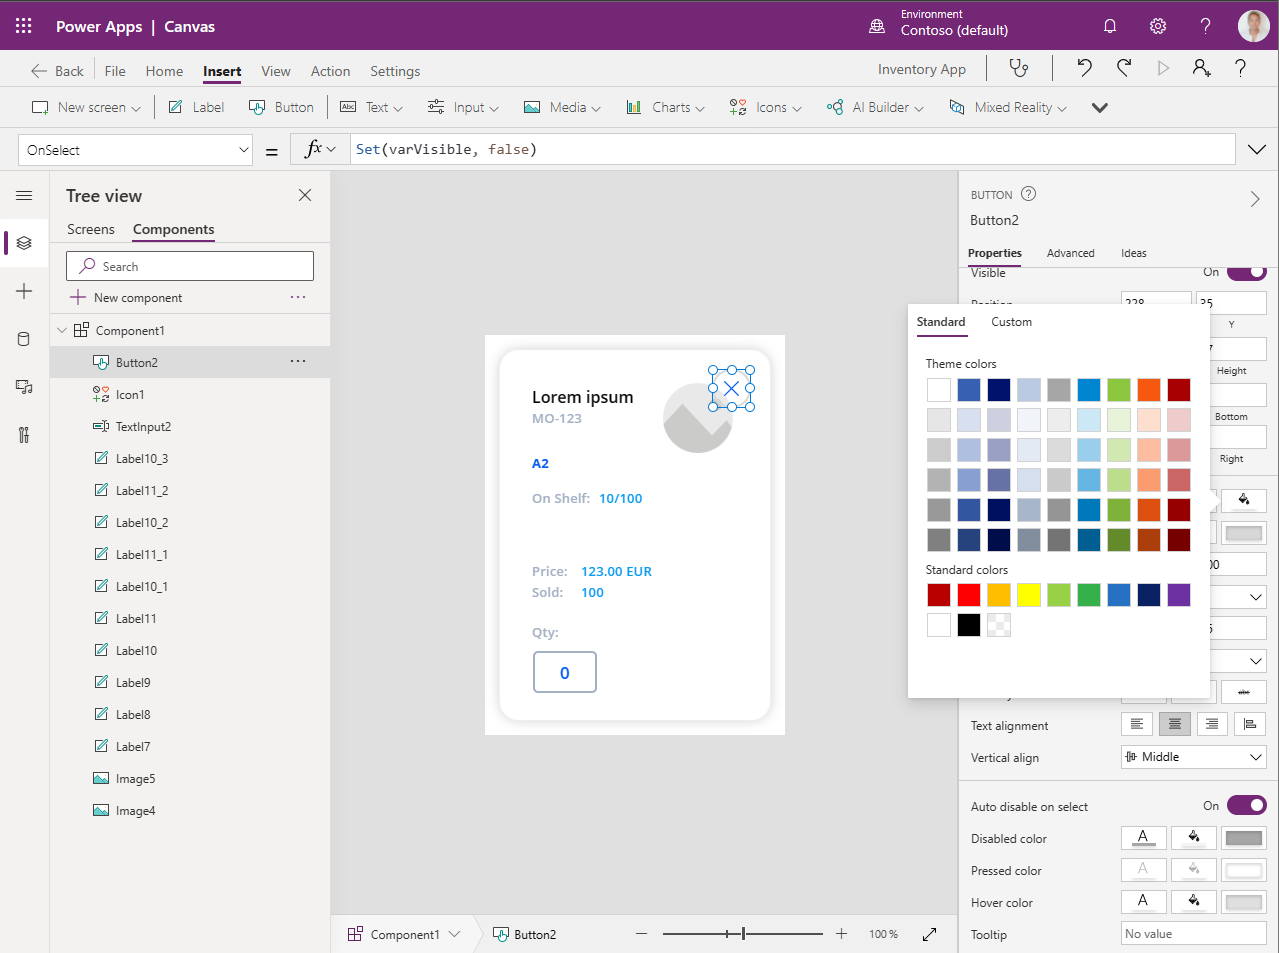 Power Apps | Canvas
Environment
Contoso (default)
Back File Home Insert View Action Settings
Inventory App
New screen Label Button Text Input Media Charts Icons AI Builder Mixed Reality
OnSelect = fx Set(varVisible, false)
Tree view
Screens Components
Search
New component
Component1
Button2
Icon1
TextInput2
Label10_3
Label11_2
Label10_2
Label11_1
Label10_1
Label11
Label10
Label9
Label8
Label7
Image5
Image4
Lorem ipsum
MO-123
A2
On Shelf: 10/100
Price: 123.00 EUR
Sold: 100
Qty:
0
Component1 Button2
100 %
BUTTON
Button2
Properties Advanced Ideas
Visible On
Position 228 35
Y
Height
Bottom
Right
Standard Custom
Theme colors
Standard colors
Text alignment
Vertical align Middle
Auto disable on select On
Disabled color
Pressed color
Hover color
Tooltip No value